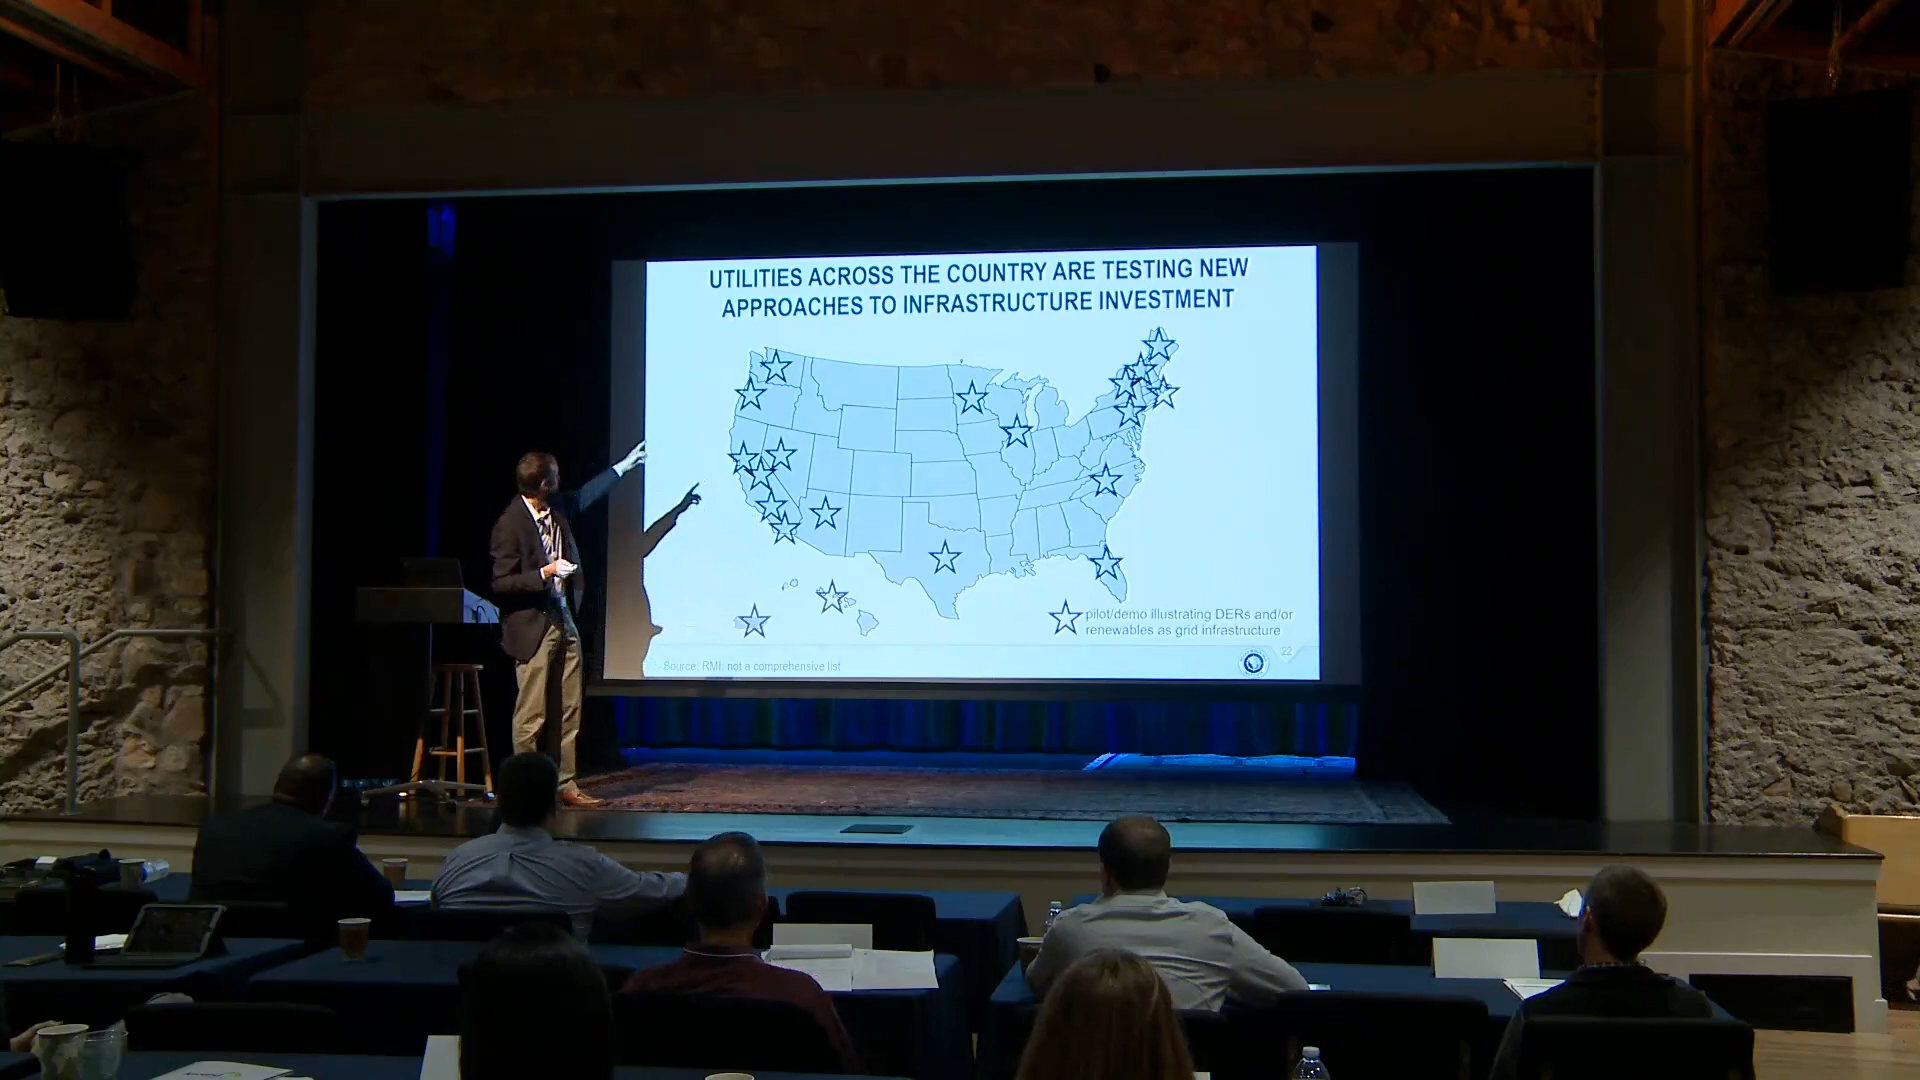 UTILITIES ACROSS THE COUNTRY ARE TESTING NEW
APPROACHES TO INFRASTRUCTURE INVESTMENT
pilot/demo illustrating DERs and/or
renewables as grid infrastructure
22
Source: RMI, not a comprehensive list